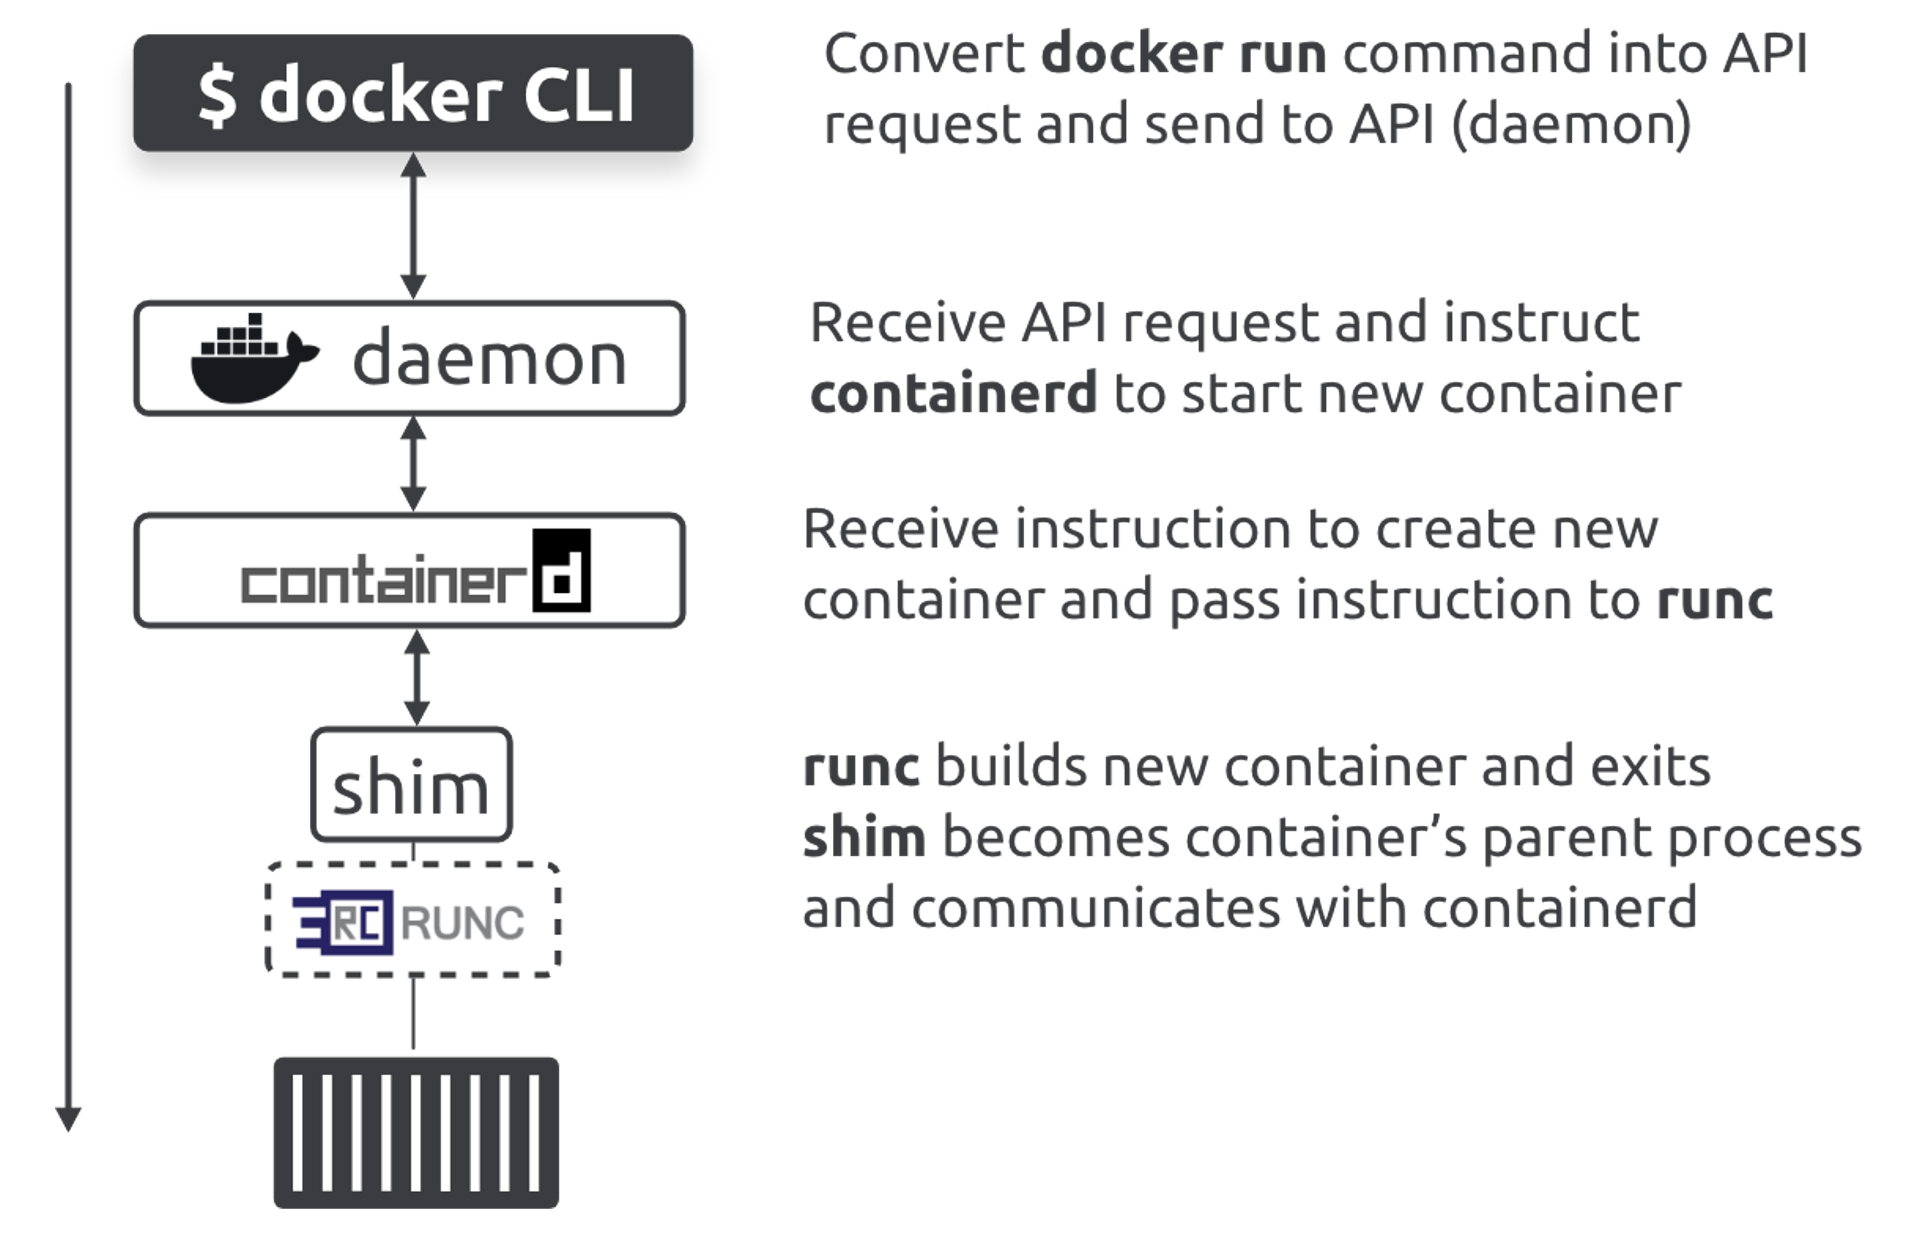 $ docker CLI
Convert docker run command into API
request and send to API (daemon)
daemon
Receive API request and instruct
containerd to start new container
containerd
Receive instruction to create new
container and pass instruction to runc
shim
runc builds new container and exits
shim becomes container’s parent process
and communicates with containerd
RC RUNC